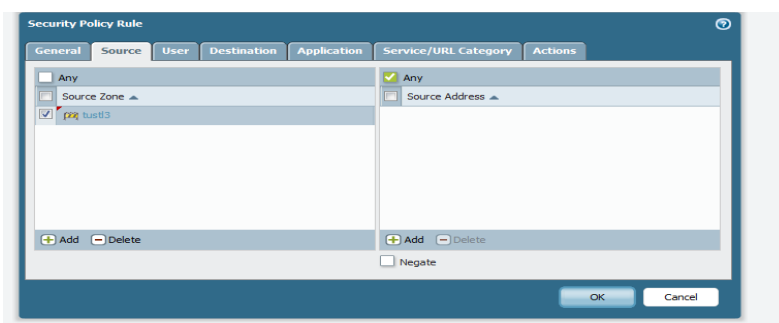 Security Policy Rule
General Source User Destination Application Service/URL Category Actions
Any
Source Zone
tustl3
Add Delete
Any
Source Address
Add Delete
Negate
OK Cancel